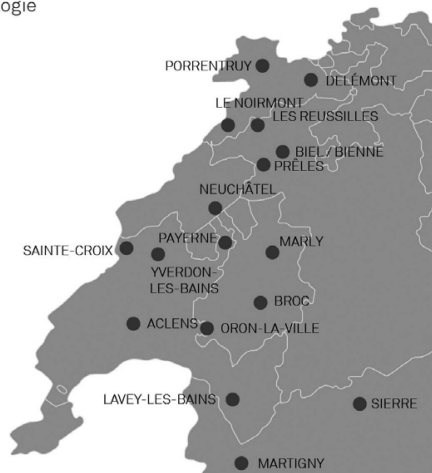 ogie
PORRENTRUY
DELÉMONT
LE NOIRMONT
LES REUSSILLES
BIEL / BIENNE
PRÊLES
NEUCHÂTEL
PAYERNE
MARLY
SAINTE-CROIX
YVERDON-
LES-BAINS
BROC
ACLENS
ORON-LA-VILLE
LAVEY-LES-BAINS
SIERRE
MARTIGNY